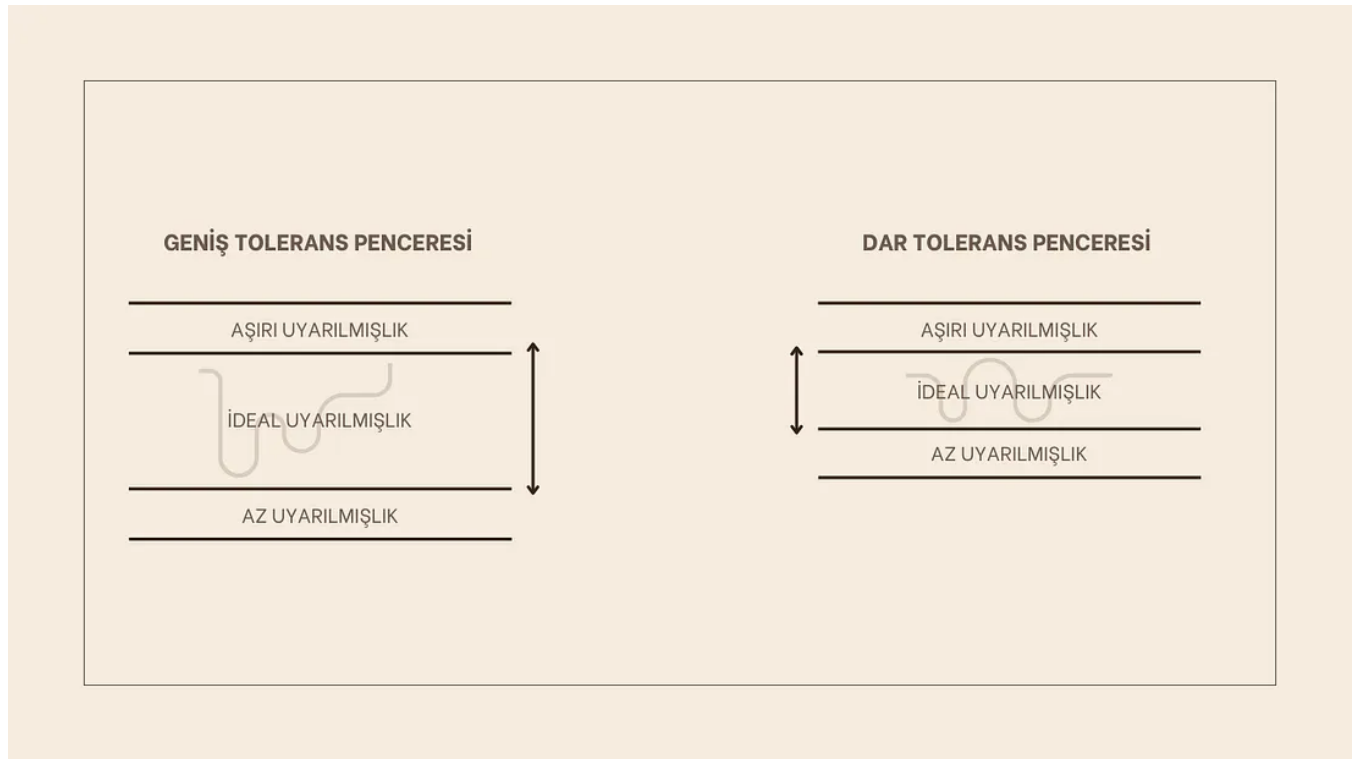 GENİŞ TOLERANS PENCERESİ
AŞIRI UYARILMIŞLIK
İDEAL UYARILMIŞLIK
AZ UYARILMIŞLIK
DAR TOLERANS PENCERESİ
AŞIRI UYARILMIŞLIK
İDEAL UYARILMIŞLIK
AZ UYARILMIŞLIK